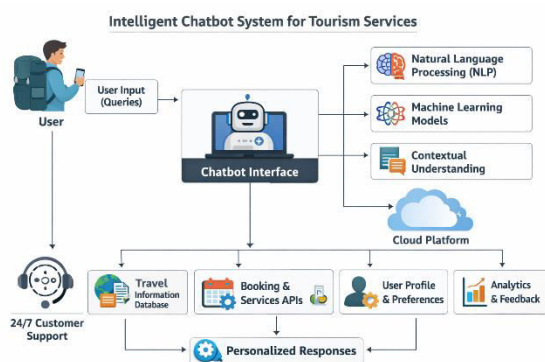 Intelligent Chatbot System for Tourism Services
User
User Input
(Queries)
Chatbot Interface
Natural Language
Processing (NLP)
Machine Learning
Models
Contextual
Understanding
Cloud Platform
24/7 Customer
Support
Travel
Information
Database
Booking &
Services APIs
User Profile
& Preferences
Analytics
& Feedback
Personalized Responses